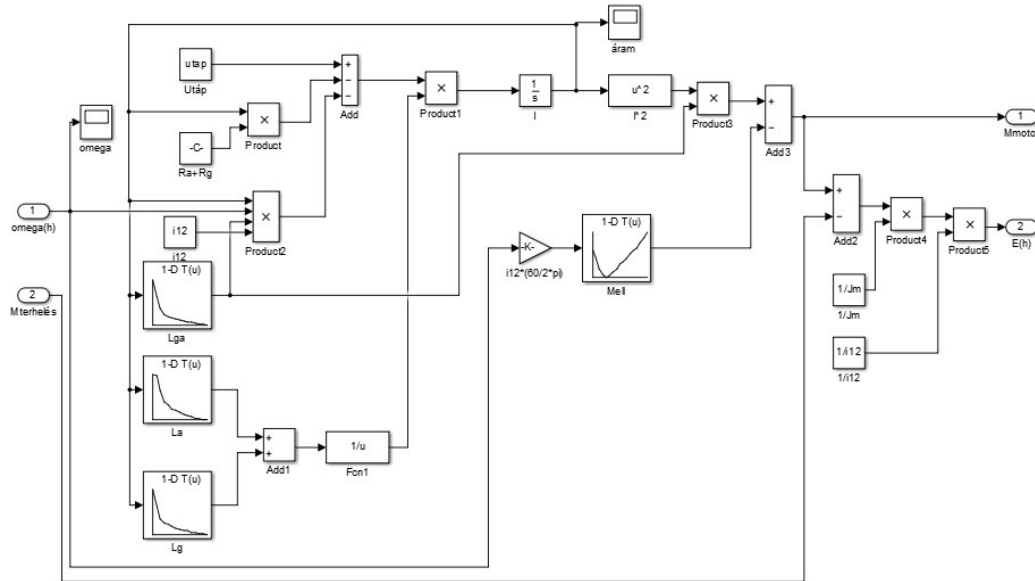 áram
utap
Utáp
+
−
−
Add
×
Product1
1
s
I
u^2
I^2
×
Product3
+
−
Add3
1
Mmoto
omega
×
Product
-C-
Ra+Rg
1
omega(h)
×
Product2
i12
i12
-K-
i12*(60/2*pi)
1-D T(u)
Mell
+
−
Add2
×
Product4
×
Product5
2
E(h)
2
Mterhelés
1-D T(u)
Lga
1/Jm
1/Jm
1/i12
1/i12
1-D T(u)
La
+
+
Add1
1/u
Fcn1
1-D T(u)
Lg